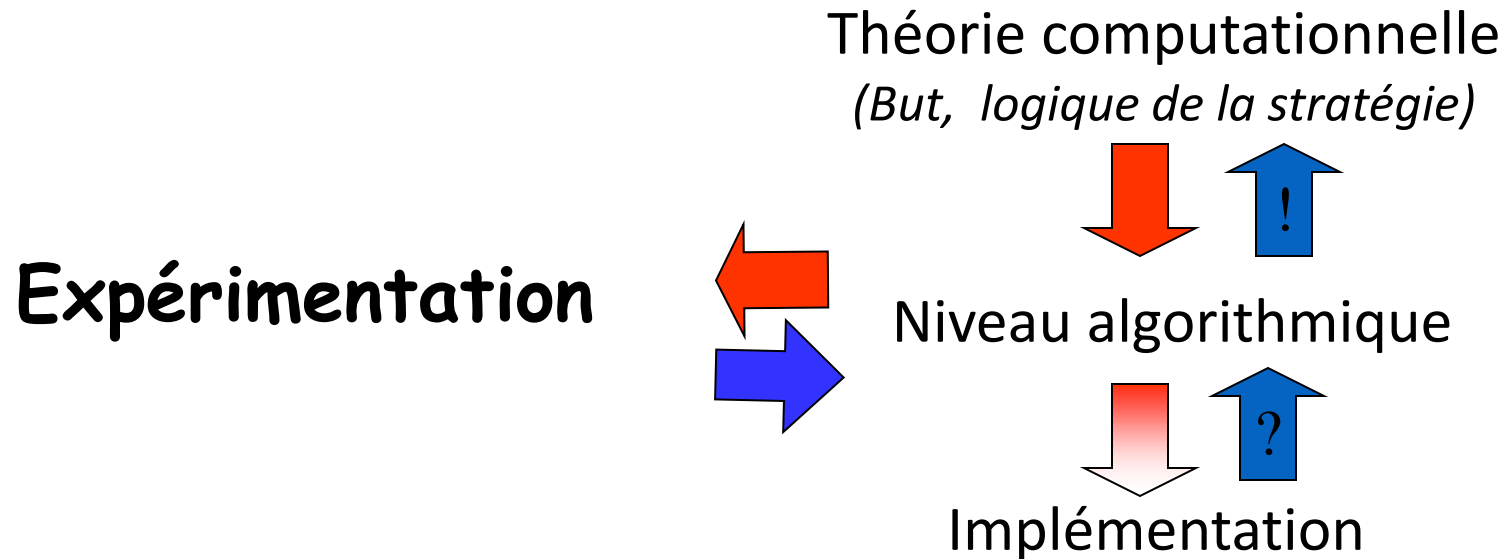 Théorie computationnelle
(But, logique de la stratégie)
!
Expérimentation
Niveau algorithmique
?
Implémentation